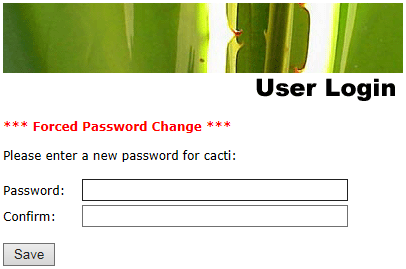 User Login
*** Forced Password Change ***
Please enter a new password for cacti:
Password:
Confirm:
Save